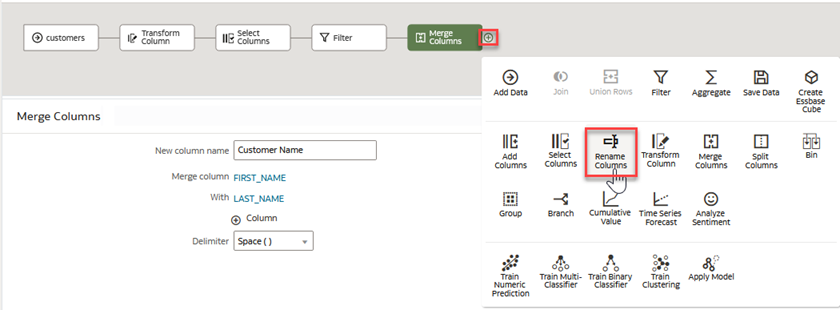 customers
Transform
Column
Select
Columns
Filter
Merge
Columns
Add Data
Join
Union Rows
Filter
Aggregate
Save Data
Create
Essbase
Cube
Add
Columns
Select
Columns
Rename
Columns
Transform
Column
Merge
Columns
Split
Columns
Bin
Group
Branch
Cumulative
Value
Time Series
Forecast
Analyze
Sentiment
Train
Numeric
Prediction
Train Multi-
Classifier
Train Binary
Classifier
Train
Clustering
Apply Model
Merge Columns
New column name Customer Name
Merge column FIRST_NAME
With LAST_NAME
Column
Delimiter Space ( )